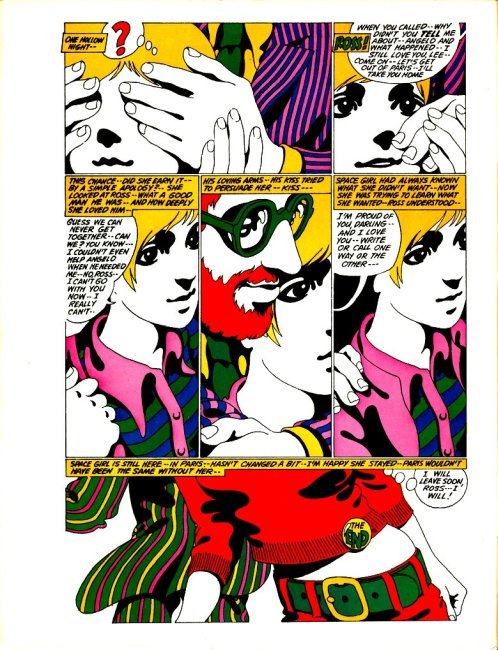 ONE HOLLOW
NIGHT--
?
ROSS!
WHEN YOU CALLED--WHY
DIDN'T YOU TELL ME
ABOUT--ANGELO AND
WHAT HAPPENED--I
STILL LOVE YOU, LEE--
COME ON--LET'S GET
OUT OF PARIS--I'LL
TAKE YOU HOME
THIS CHANCE--DID SHE EARN IT--
BY A SIMPLE APOLOGY?--SHE
LOOKED AT ROSS--WHAT A GOOD
MAN HE WAS--AND HOW DEEPLY
SHE LOVED HIM--
GUESS WE CAN
NEVER GET
TOGETHER--CAN
WE? YOU KNOW--
I COULDN'T EVEN
HELP ANGELO
WHEN HE NEEDED
ME--NO, ROSS--
I CAN'T GO
WITH YOU
NOW--I
REALLY
CAN'T--
HIS LOVING ARMS--HIS KISS TRIED
TO PERSUADE HER--KISS---
SPACE GIRL HAD ALWAYS KNOWN
WHAT SHE DIDN'T WANT--NOW
SHE WAS TRYING TO LEARN WHAT
SHE WANTED--ROSS UNDERSTOOD--
I'M PROUD OF
YOU, DARLING--
AND I LOVE
YOU--WRITE
OR CALL ONE
WAY OR THE
OTHER---
SPACE GIRL IS STILL HERE--IN PARIS--HASN'T CHANGED A BIT--I'M HAPPY SHE STAYED--PARIS WOULDN'T
HAVE BEEN THE SAME WITHOUT HER--
I WILL
LEAVE SOON,
ROSS--I
WILL!
THE
END